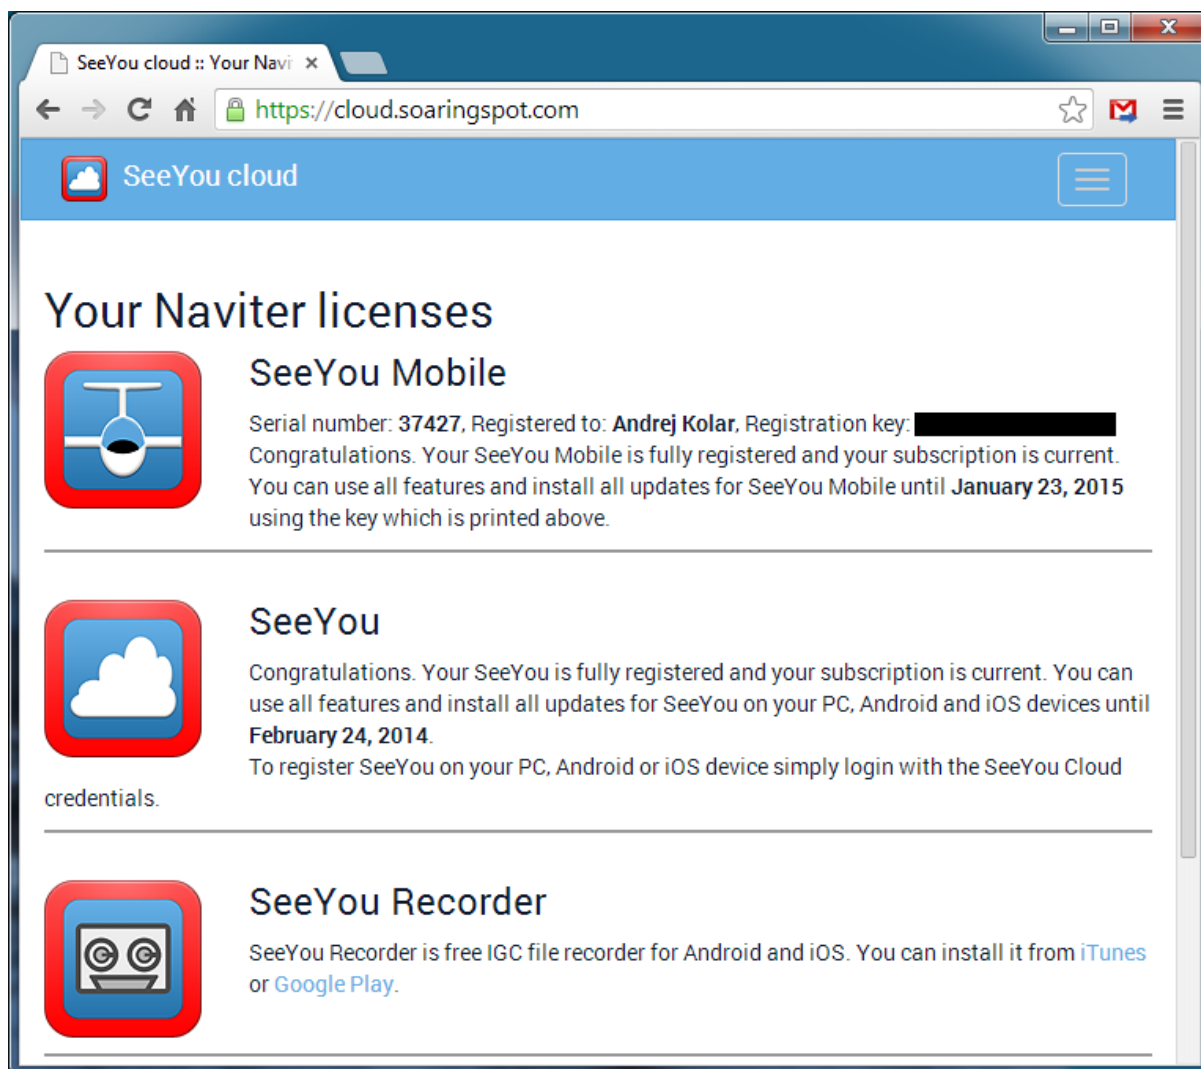 SeeYou cloud :: Your Navi
https://cloud.soaringspot.com
SeeYou cloud
Your Naviter licenses
SeeYou Mobile
Serial number: 37427, Registered to: Andrej Kolar, Registration key:
Congratulations. Your SeeYou Mobile is fully registered and your subscription is current.
You can use all features and install all updates for SeeYou Mobile until January 23, 2015
using the key which is printed above.
SeeYou
Congratulations. Your SeeYou is fully registered and your subscription is current. You can
use all features and install all updates for SeeYou on your PC, Android and iOS devices until
February 24, 2014.
To register SeeYou on your PC, Android or iOS device simply login with the SeeYou Cloud
credentials.
SeeYou Recorder
SeeYou Recorder is free IGC file recorder for Android and iOS. You can install it from iTunes
or Google Play.